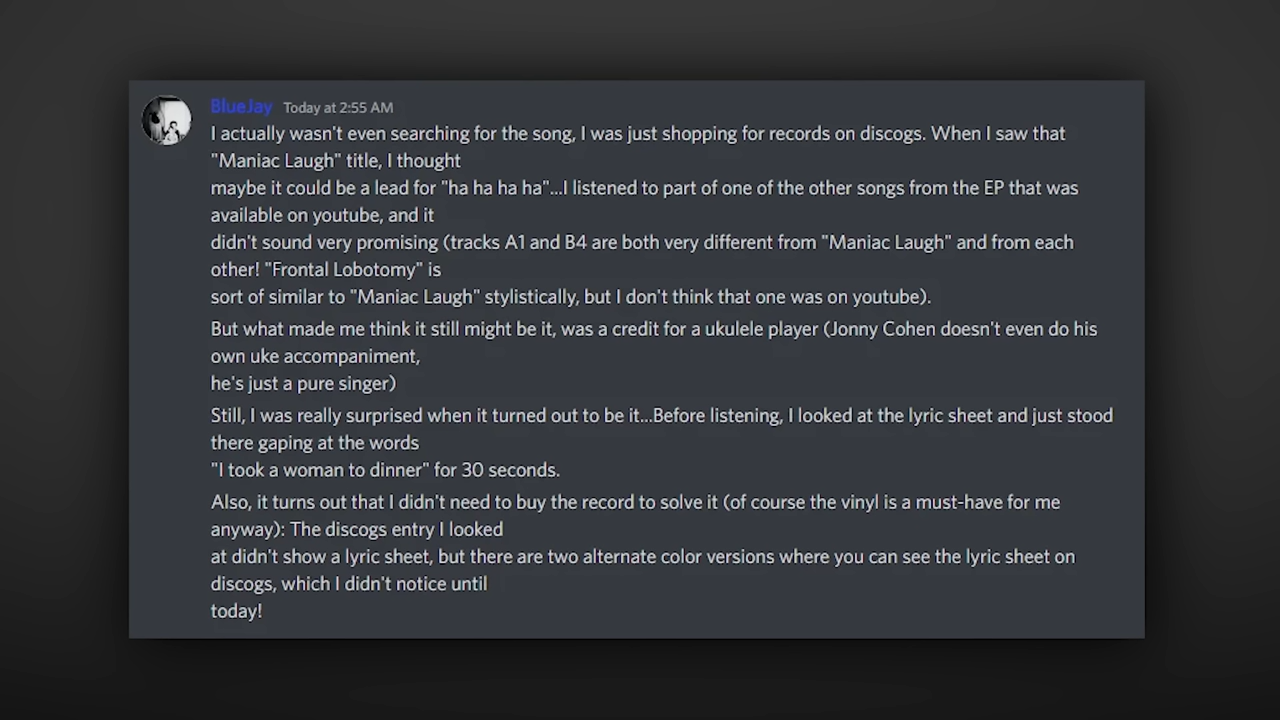 BlueJay Today at 2:55 AM
I actually wasn't even searching for the song, I was just shopping for records on discogs. When I saw that
"Maniac Laugh" title, I thought
maybe it could be a lead for "ha ha ha ha"...I listened to part of one of the other songs from the EP that was
available on youtube, and it
didn't sound very promising (tracks A1 and B4 are both very different from "Maniac Laugh" and from each
other! "Frontal Lobotomy" is
sort of similar to "Maniac Laugh" stylistically, but I don't think that one was on youtube).
But what made me think it still might be it, was a credit for a ukulele player (Jonny Cohen doesn't even do his
own uke accompaniment,
he's just a pure singer)
Still, I was really surprised when it turned out to be it...Before listening, I looked at the lyric sheet and just stood
there gaping at the words
"I took a woman to dinner" for 30 seconds.
Also, it turns out that I didn't need to buy the record to solve it (of course the vinyl is a must-have for me
anyway): The discogs entry I looked
at didn't show a lyric sheet, but there are two alternate color versions where you can see the lyric sheet on
discogs, which I didn't notice until
today!